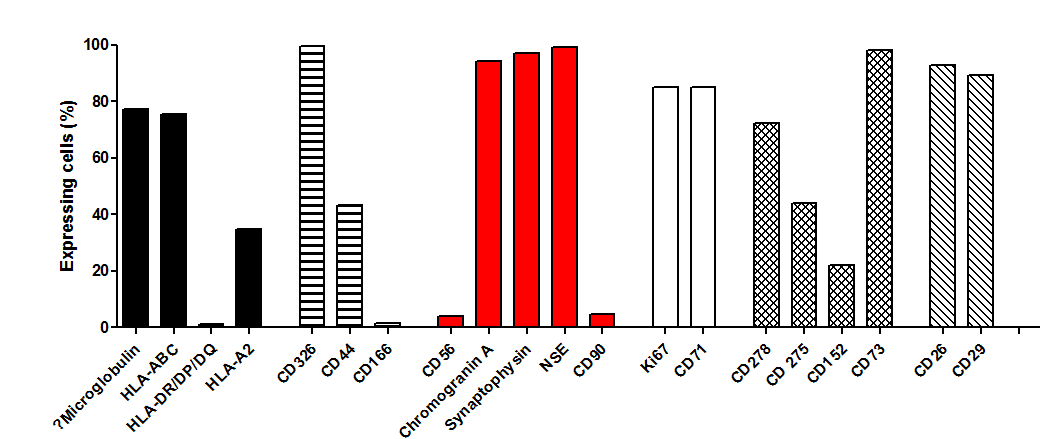 Expressing cells (%)
100
80
60
40
20
0
?Microglobulin
HLA-ABC
HLA-DR/DP/DQ
HLA-A2
CD326
CD44
CD166
CD56
Chromogranin A
Synaptophysin
NSE
CD90
Ki67
CD71
CD278
CD 275
CD152
CD73
CD26
CD29